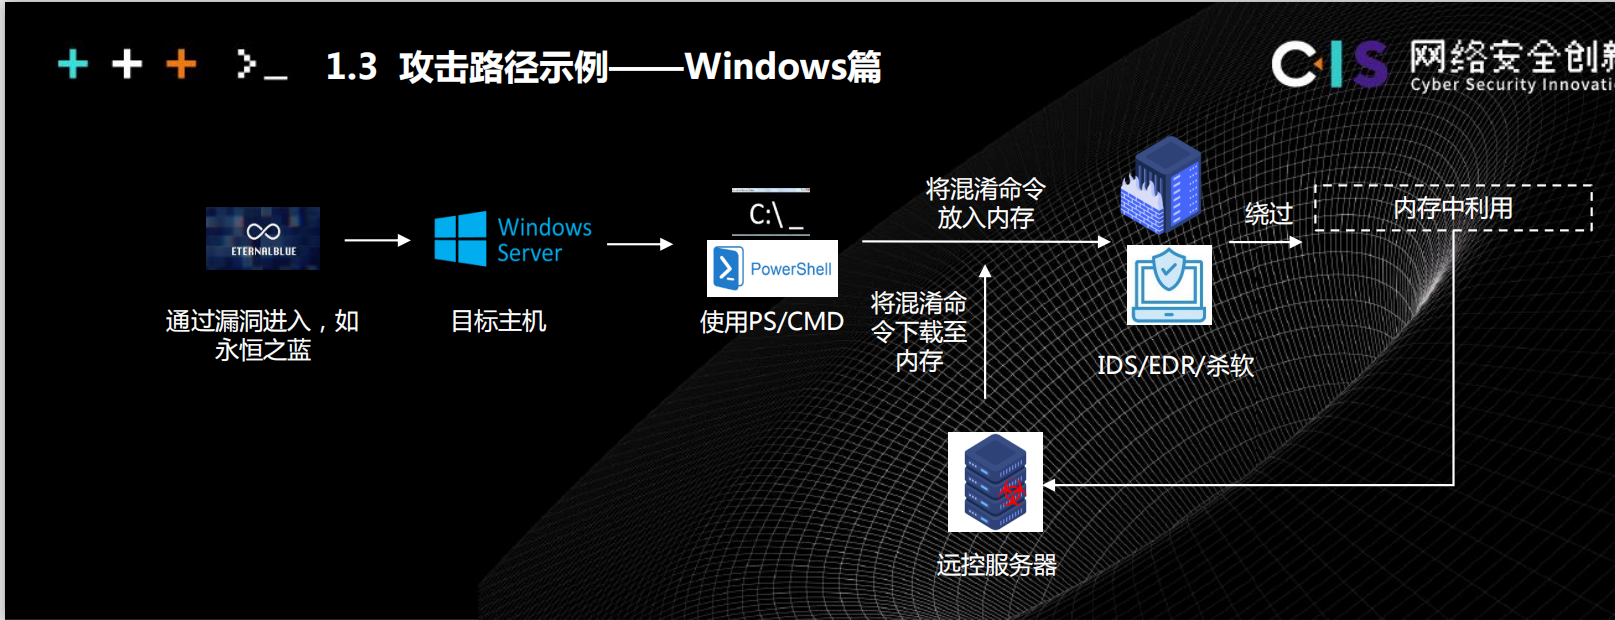 1.3 攻击路径示例——Windows篇
CIS
网络安全创新
Cyber Security Innovati
ETERNALBLUE
通过漏洞进入，如
永恒之蓝
Windows
Server
目标主机
C:\_
PowerShell
使用PS/CMD
将混淆命令
放入内存
将混淆命
令下载至
内存
IDS/EDR/杀软
绕过
内存中利用
远控服务器